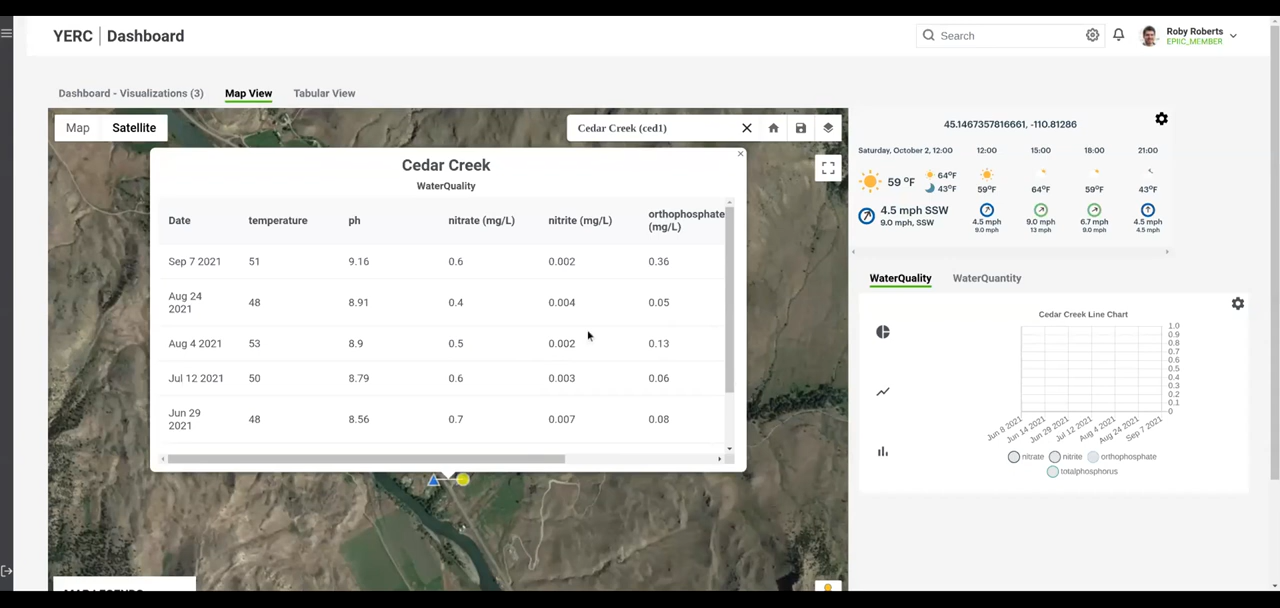 YERC | Dashboard
Search
Roby Roberts
EPIIC_MEMBER
Dashboard - Visualizations (3)
Map View
Tabular View
Map
Satellite
Cedar Creek (ced1)
Cedar Creek
WaterQuality
Date temperature ph nitrate (mg/L) nitrite (mg/L) orthophosphate (mg/L)
Sep 7 2021 51 9.16 0.6 0.002 0.36
Aug 24 2021 48 8.91 0.4 0.004 0.05
Aug 4 2021 53 8.9 0.5 0.002 0.13
Jul 12 2021 50 8.79 0.6 0.003 0.06
Jun 29 2021 48 8.56 0.7 0.007 0.08
45.1467357816661, -110.81286
Saturday, October 2, 12:00 12:00 15:00 18:00 21:00
59 ºF 64ºF 43ºF 59ºF 64ºF 59ºF 43ºF
4.5 mph SSW 4.5 mph 9.0 mph 6.7 mph 4.5 mph
9.0 mph, SSW 9.0 mph 13 mph 9.0 mph 4.5 mph
WaterQuality
WaterQuantity
Cedar Creek Line Chart
1.0
0.9
0.8
0.7
0.6
0.5
0.4
0.3
0.2
0.1
0
Jun 8 2021 Jun 14 2021 Jun 29 2021 Jul 12 2021 Aug 4 2021 Aug 24 2021 Sep 7 2021
nitrate nitrite orthophosphate
totalphosphorus